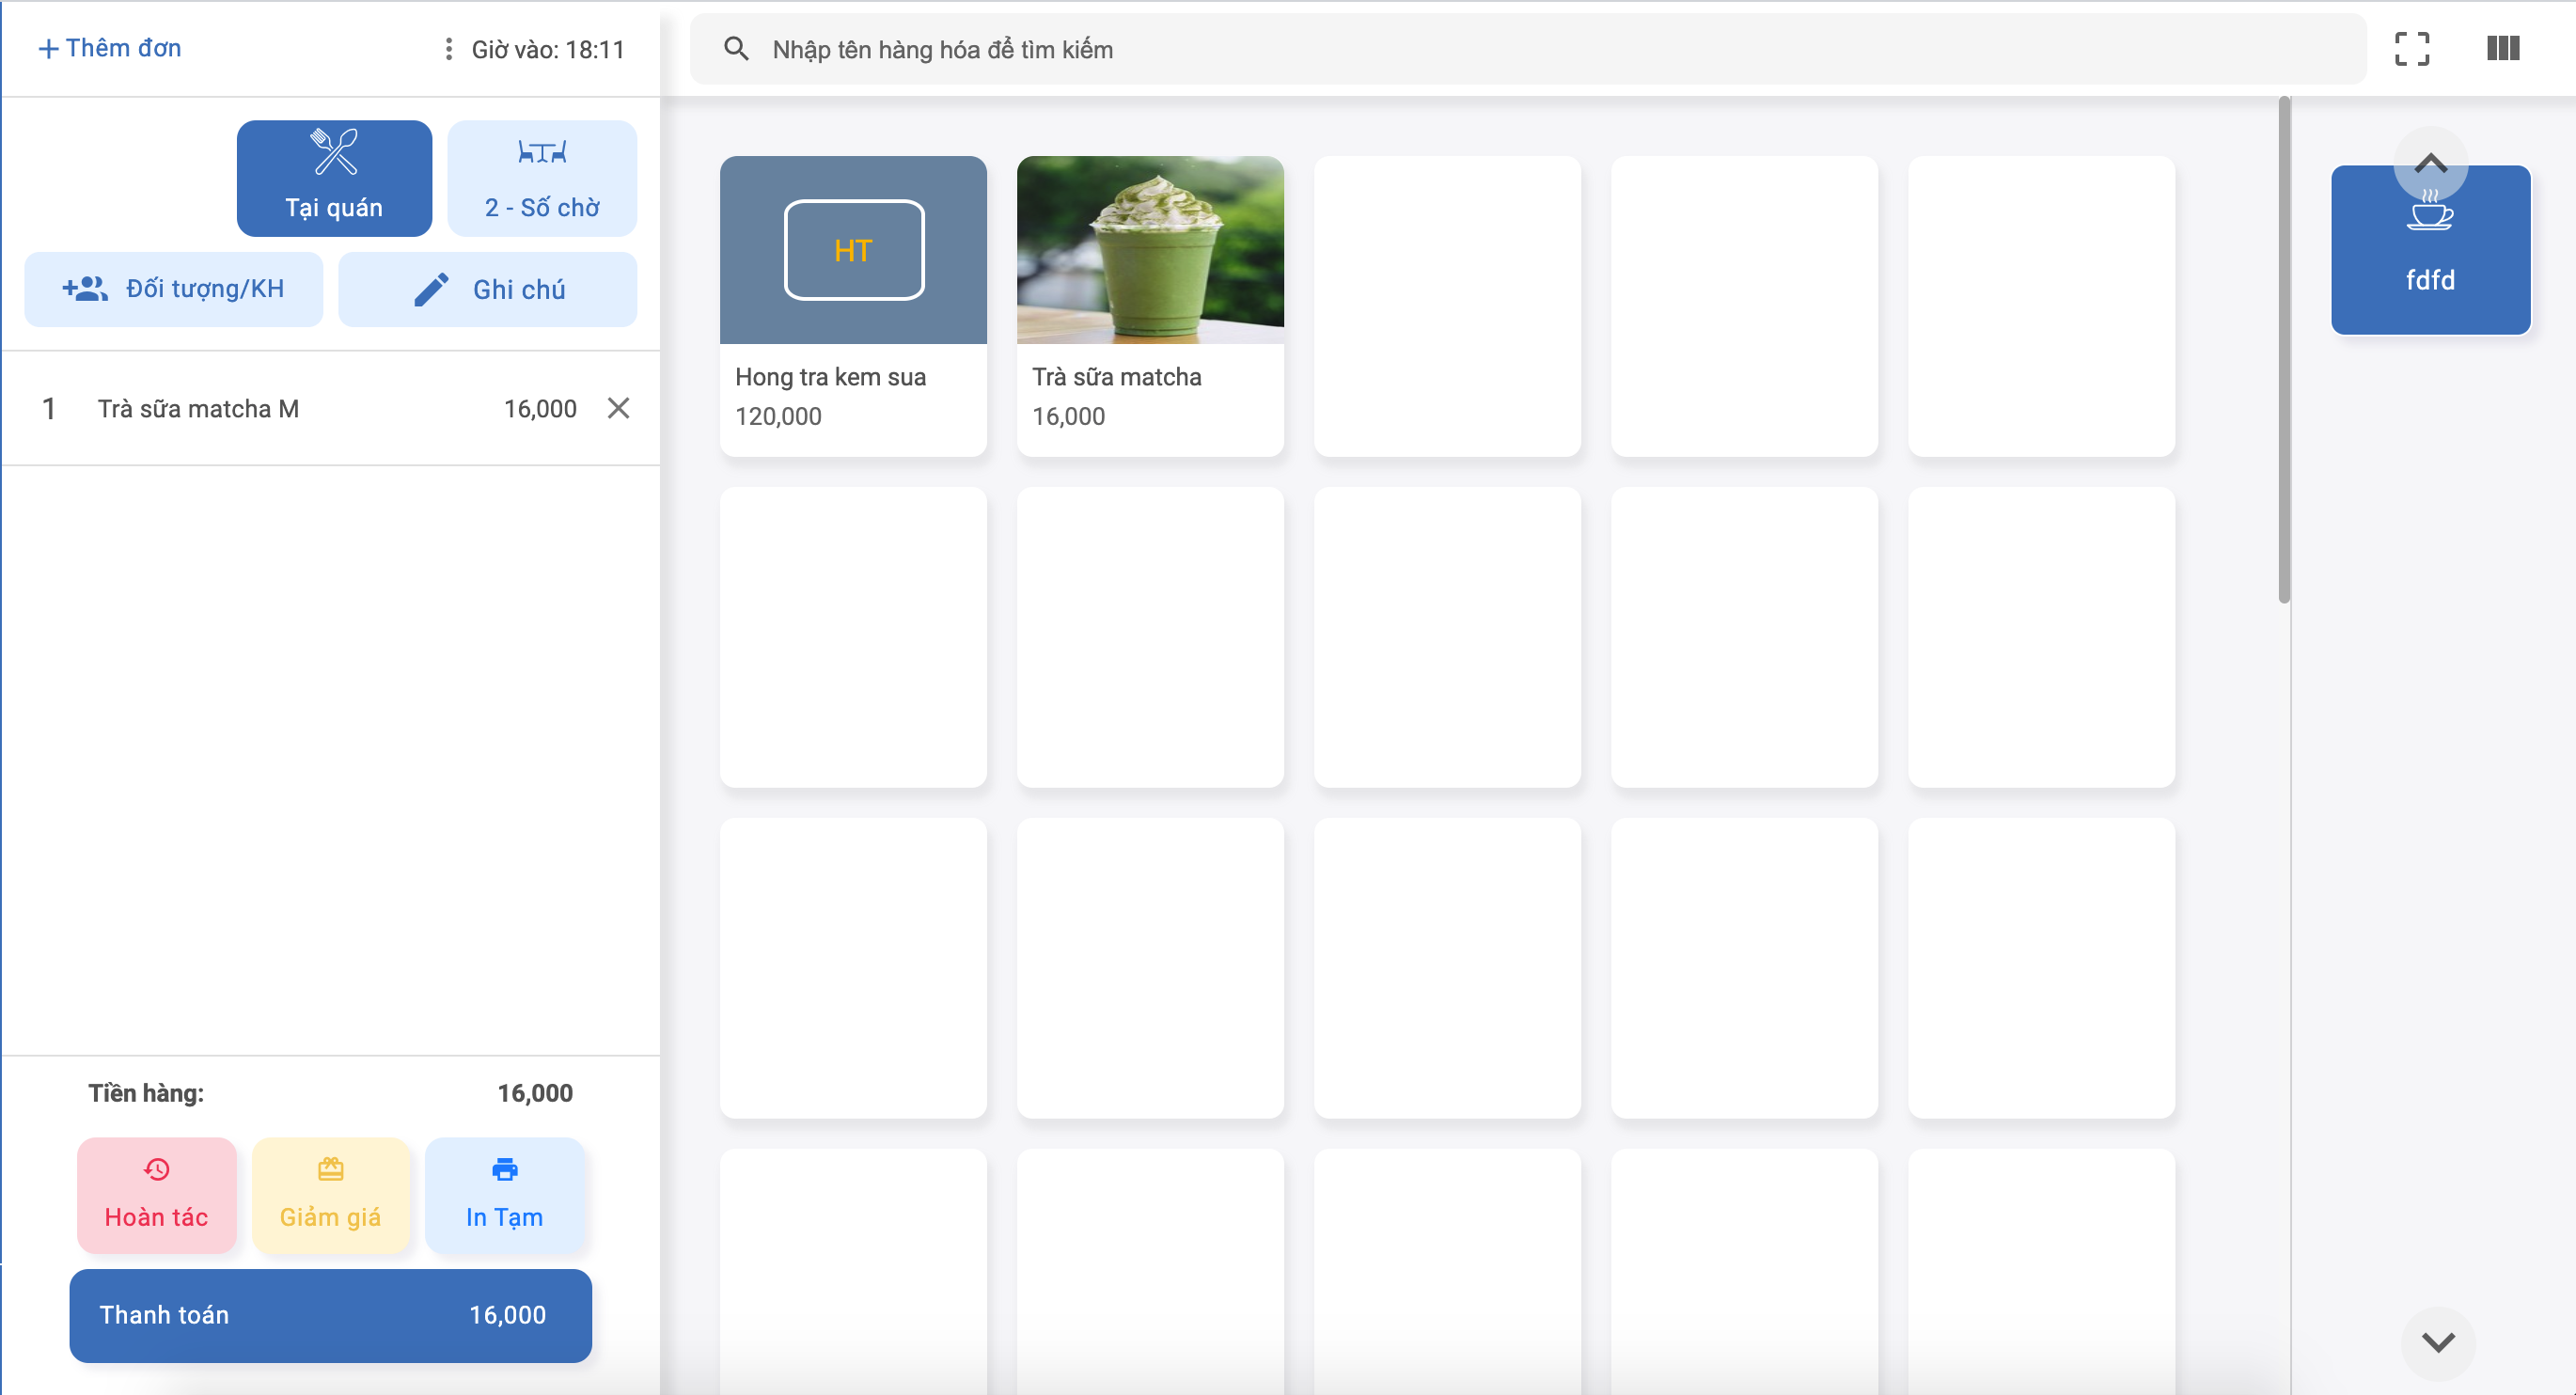 Thêm đơn
Giờ vào: 18:11
Nhập tên hàng hóa để tìm kiếm
Tại quán
2 - Số chờ
Đối tượng/KH
Ghi chú
1 Trà sữa matcha M 16,000
Tiền hàng: 16,000
Hoàn tác
Giảm giá
In Tạm
Thanh toán 16,000
HT
Hong tra kem sua
120,000
Trà sữa matcha
16,000
fdfd